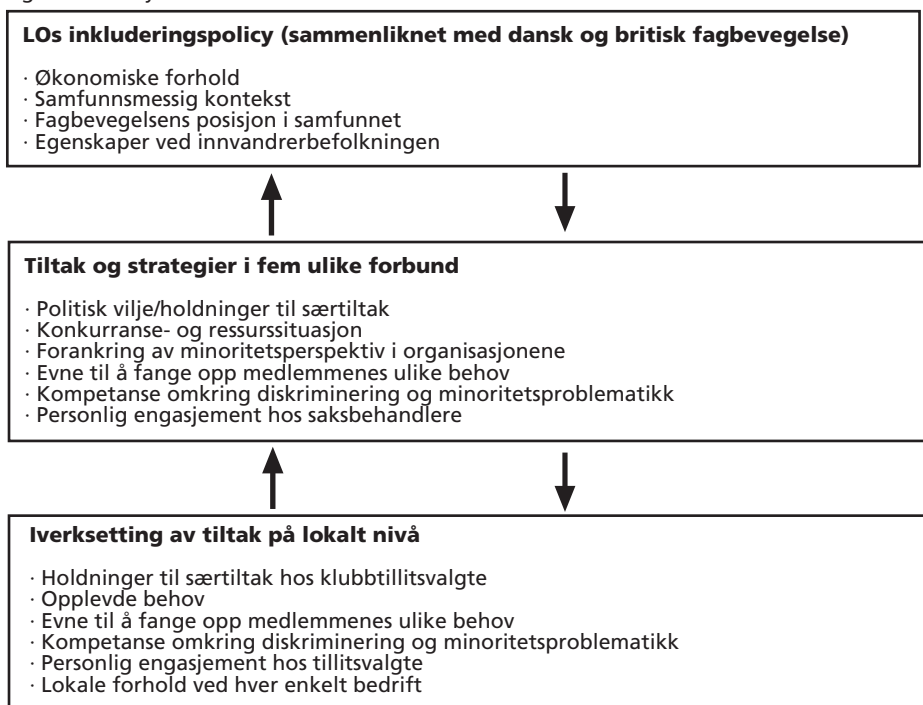 LOs inkluderingspolicy (sammenliknet med dansk og britisk fagbevegelse)
· Økonomiske forhold
· Samfunnsmessig kontekst
· Fagbevegelsens posisjon i samfunnet
· Egenskaper ved innvandrerbefolkningen
Tiltak og strategier i fem ulike forbund
· Politisk vilje/holdninger til særtiltak
· Konkurranse- og ressurssituasjon
· Forankring av minoritetsperspektiv i organisasjonene
· Evne til å fange opp medlemmenes ulike behov
· Kompetanse omkring diskriminering og minoritetsproblematikk
· Personlig engasjement hos saksbehandlere
Iverksetting av tiltak på lokalt nivå
· Holdninger til særtiltak hos klubbtillitsvalgte
· Opplevde behov
· Evne til å fange opp medlemmenes ulike behov
· Kompetanse omkring diskriminering og minoritetsproblematikk
· Personlig engasjement hos tillitsvalgte
· Lokale forhold ved hver enkelt bedrift